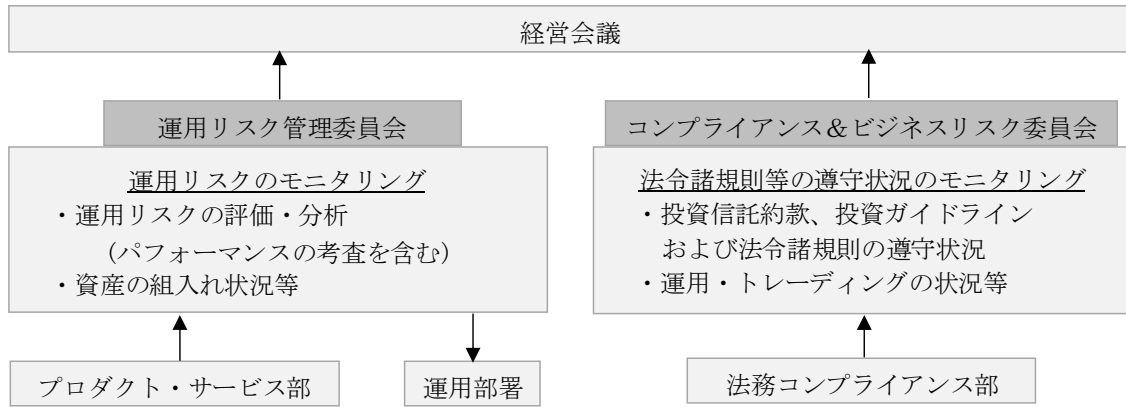 経営会議
運用リスク管理委員会
運用リスクのモニタリング
・運用リスクの評価・分析
（パフォーマンスの考査を含む）
・資産の組入れ状況等
プロダクト・サービス部
運用部署
コンプライアンス＆ビジネスリスク委員会
法令諸規則等の遵守状況のモニタリング
・投資信託約款、投資ガイドライン
および法令諸規則の遵守状況
・運用・トレーディングの状況等
法務コンプライアンス部